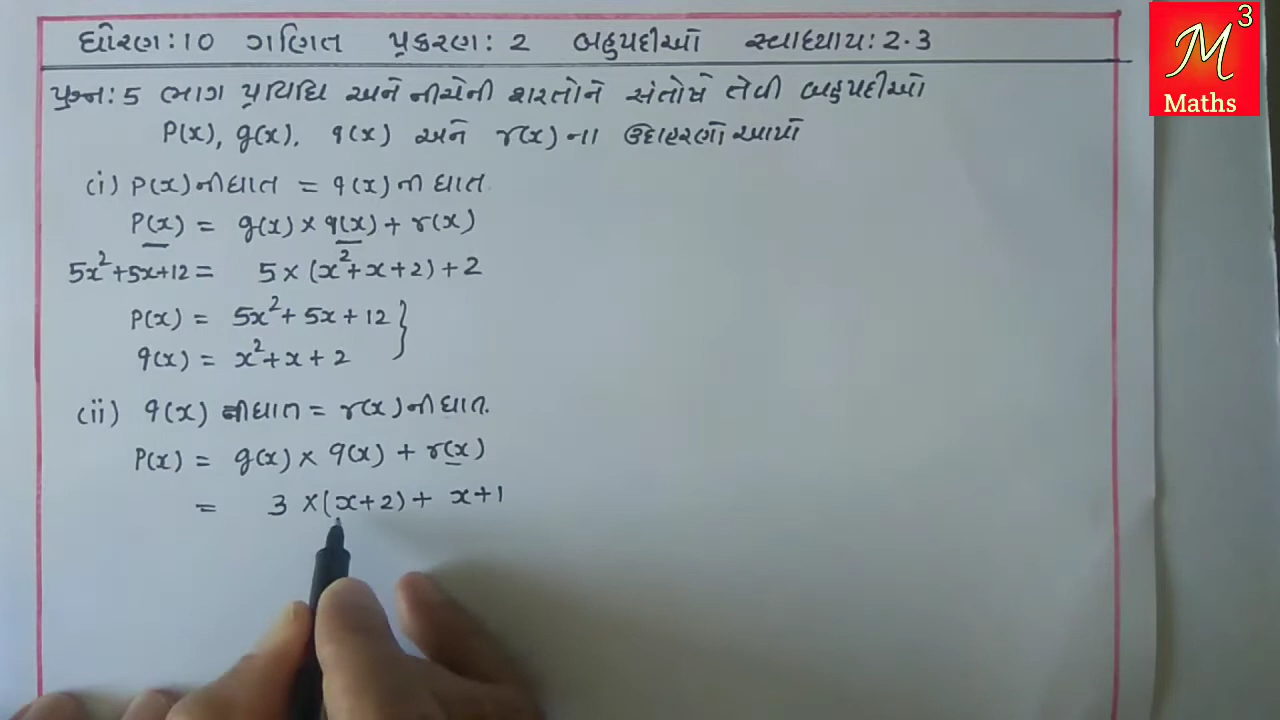 ધોરણ: 10 ગણિત પ્રકરણ: 2 બહુપદીઓ સ્વાધ્યાય: 2.3
M³
Maths
પ્રશ્ન: 5 ભાગ પ્રવિધિ અને નીચેની શરતોને સંતોષે તેવી બહુપદીઓ
P(x), g(x), q(x) અને r(x) ના ઉદાહરણો આપો
(i) P(x) ની ઘાત = q(x) ની ઘાત.
P(x) = g(x) × q(x) + r(x)
5x²+5x+12 = 5 × (x²+x+2) + 2
P(x) = 5x² + 5x + 12 }
q(x) = x² + x + 2
(ii) q(x) ની ઘાત = r(x) ની ઘાત.
P(x) = g(x) × q(x) + r(x)
= 3 × (x+2) + x+1